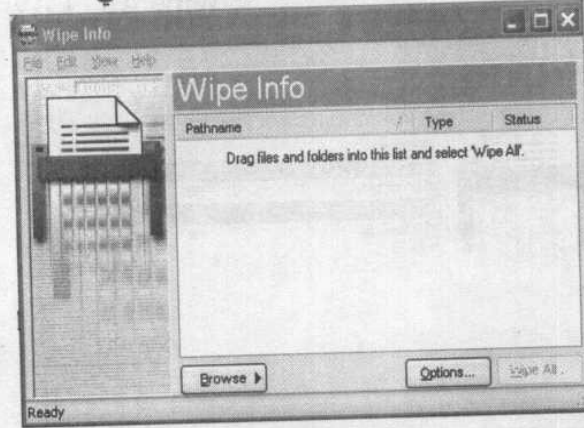 Wipe Info
File Edit View Help
Wipe Info
Pathname / Type Status
Drag files and folders into this list and select 'Wipe All'.
Browse Options... Wipe All
Ready